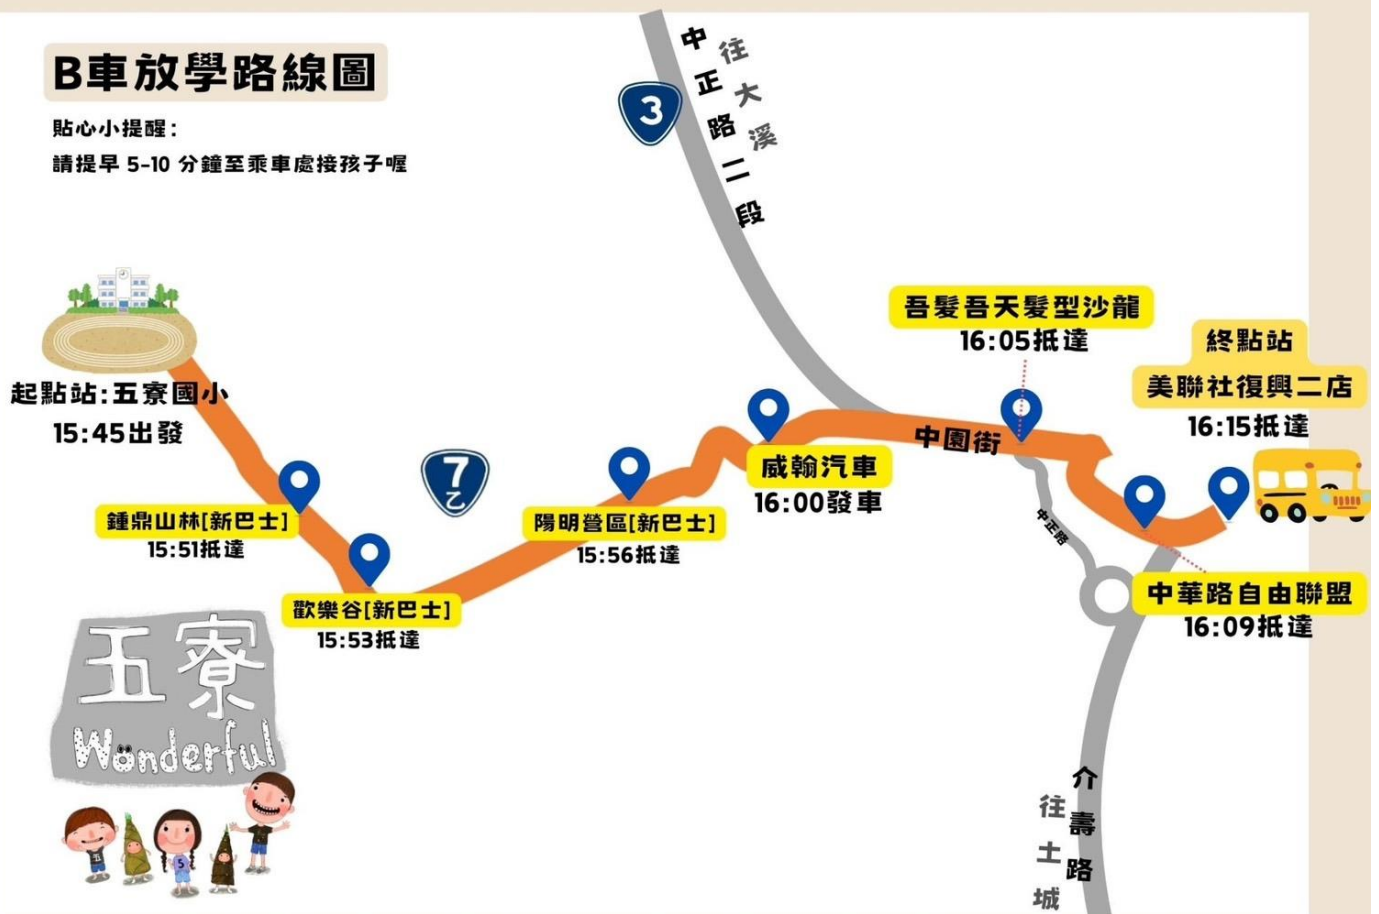 B車放學路線圖
貼心小提醒：
請提早 5-10 分鐘至乘車處接孩子喔
3
中正路二段
往大溪
起點站:五寮國小
15:45出發
鍾鼎山林[新巴士]
15:51抵達
7
乙
歡樂谷[新巴士]
15:53抵達
陽明營區[新巴士]
15:56抵達
威翰汽車
16:00發車
中園街
吾髮吾天髮型沙龍
16:05抵達
終點站
美聯社復興二店
16:15抵達
中正路
中華路自由聯盟
16:09抵達
介壽路
往土城
五寮
Wonderful
5